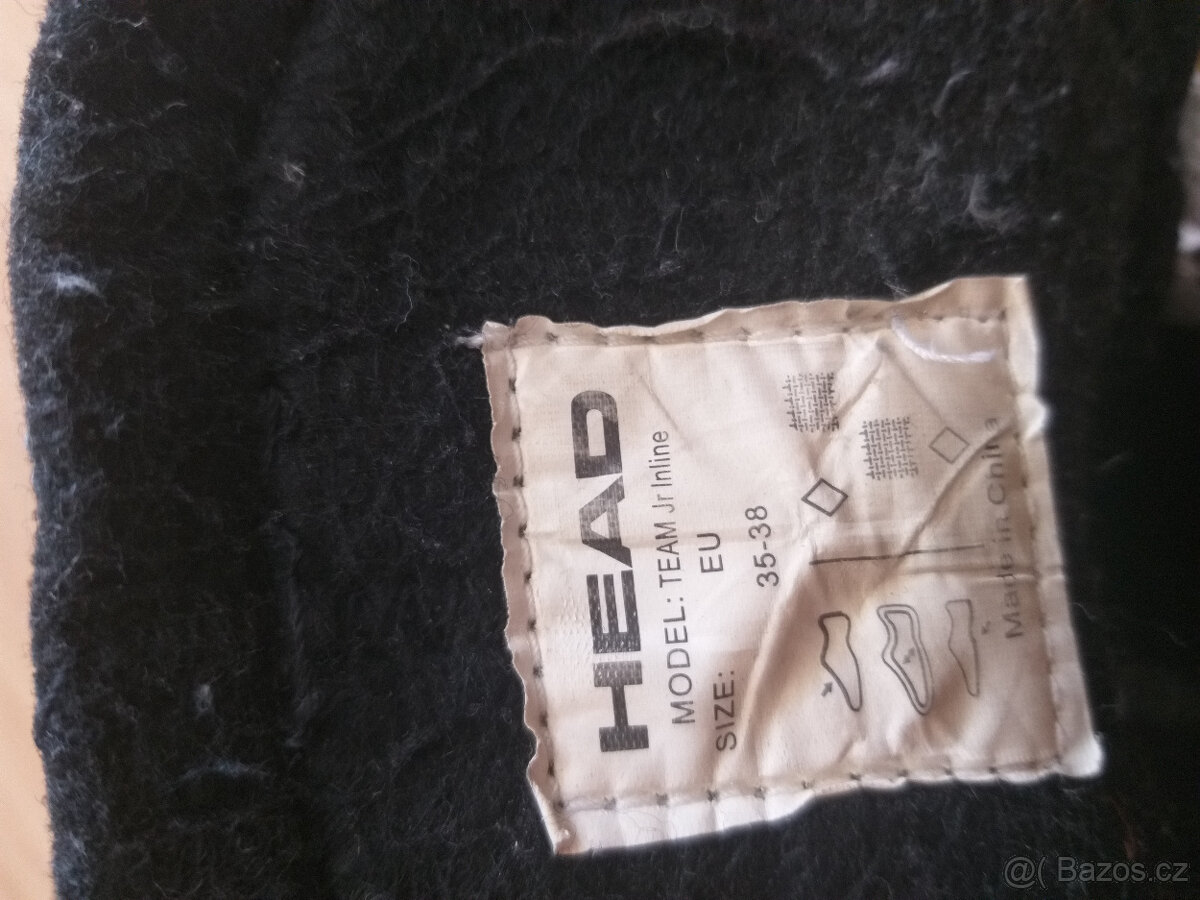 HEAD
MODEL: TEAM Jr Inline
EU
SIZE: 35-38
Made in China
@( Bazos.cz